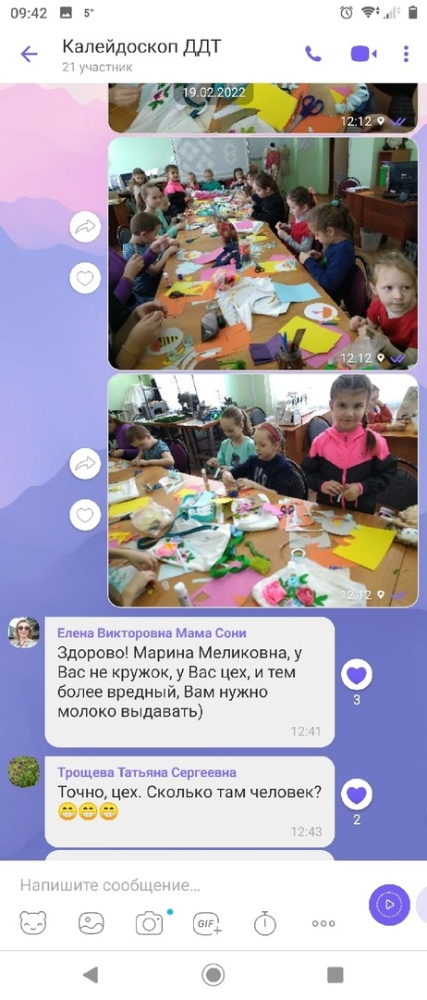 09:42
5°
Калейдоскоп ДДТ
21 участник
19.02.2022
12:12
12:12
12:12
Елена Викторовна Мама Сони
Здорово! Марина Меликовна, у
Вас не кружок, у Вас цех, и тем
более вредный, Вам нужно
молоко выдавать)
12:41
3
Трощева Татьяна Сергеевна
Точно, цех. Сколько там человек?
😁😁😁
12:43
2
Напишите сообщение...
GIF